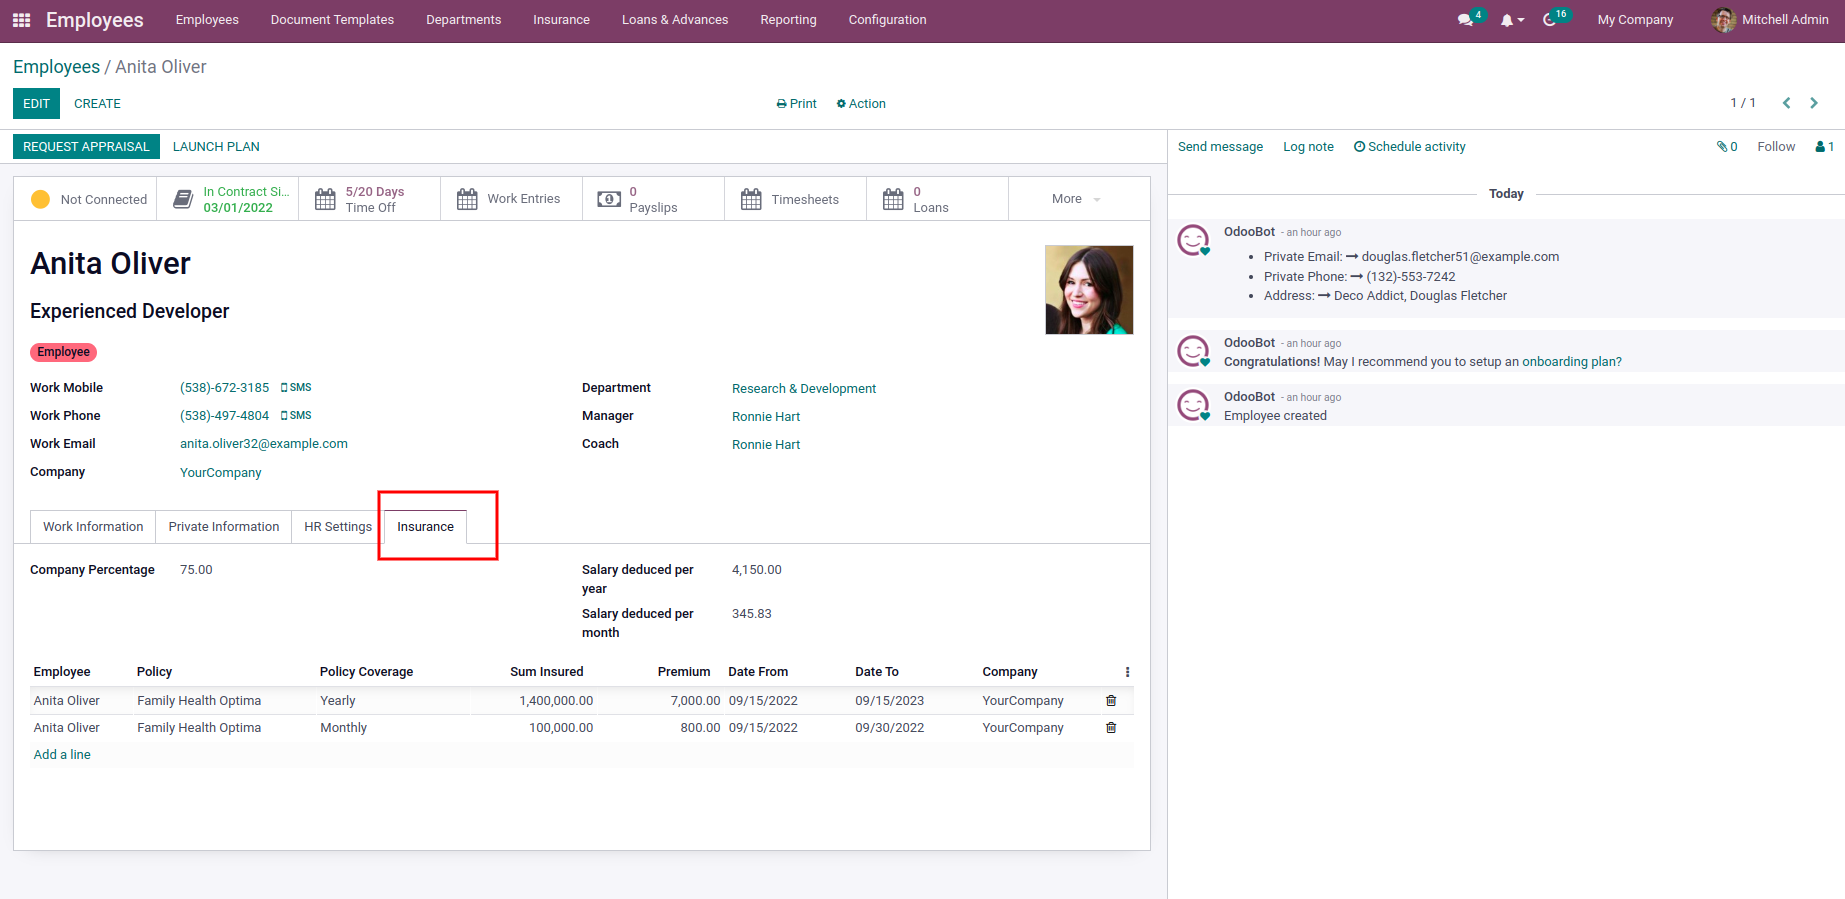 Employees Employees Document Templates Departments Insurance Loans & Advances Reporting Configuration 4 16 My Company Mitchell Admin
Employees / Anita Oliver
EDIT CREATE Print Action 1 / 1
REQUEST APPRAISAL LAUNCH PLAN
Not Connected
In Contract Si...
03/01/2022
5/20 Days
Time Off
Work Entries
0
Payslips
Timesheets
0
Loans
More
Anita Oliver
Experienced Developer
Employee
Work Mobile (538)-672-3185 SMS
Work Phone (538)-497-4804 SMS
Work Email anita.oliver32@example.com
Company YourCompany
Department Research & Development
Manager Ronnie Hart
Coach Ronnie Hart
Work Information Private Information HR Settings Insurance
Company Percentage 75.00
Salary deduced per
year
4,150.00
Salary deduced per
month
345.83
Employee Policy Policy Coverage Sum Insured Premium Date From Date To Company
Anita Oliver Family Health Optima Yearly 1,400,000.00 7,000.00 09/15/2022 09/15/2023 YourCompany
Anita Oliver Family Health Optima Monthly 100,000.00 800.00 09/15/2022 09/30/2022 YourCompany
Add a line
Send message Log note Schedule activity 0 Follow 1
Today
OdooBot - an hour ago
• Private Email: → douglas.fletcher51@example.com
• Private Phone: → (132)-553-7242
• Address: → Deco Addict, Douglas Fletcher
OdooBot - an hour ago
Congratulations! May I recommend you to setup an onboarding plan?
OdooBot - an hour ago
Employee created